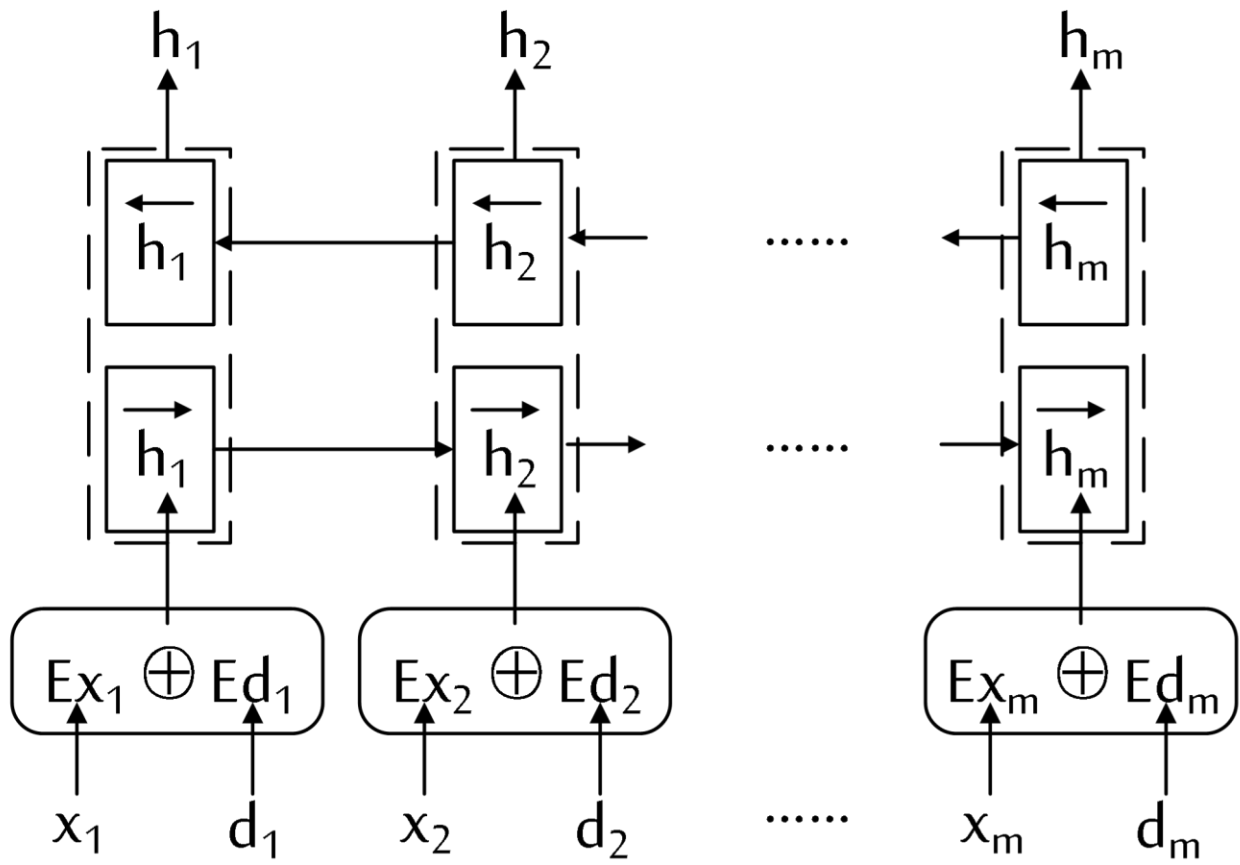 h₁ h₂ hₘ
←h₁ ←h₂ ...... ←hₘ
→h₁ →h₂ ...... →hₘ
Ex₁ ⊕ Ed₁ Ex₂ ⊕ Ed₂ Exₘ ⊕ Edₘ
x₁ d₁ x₂ d₂ ...... xₘ dₘ